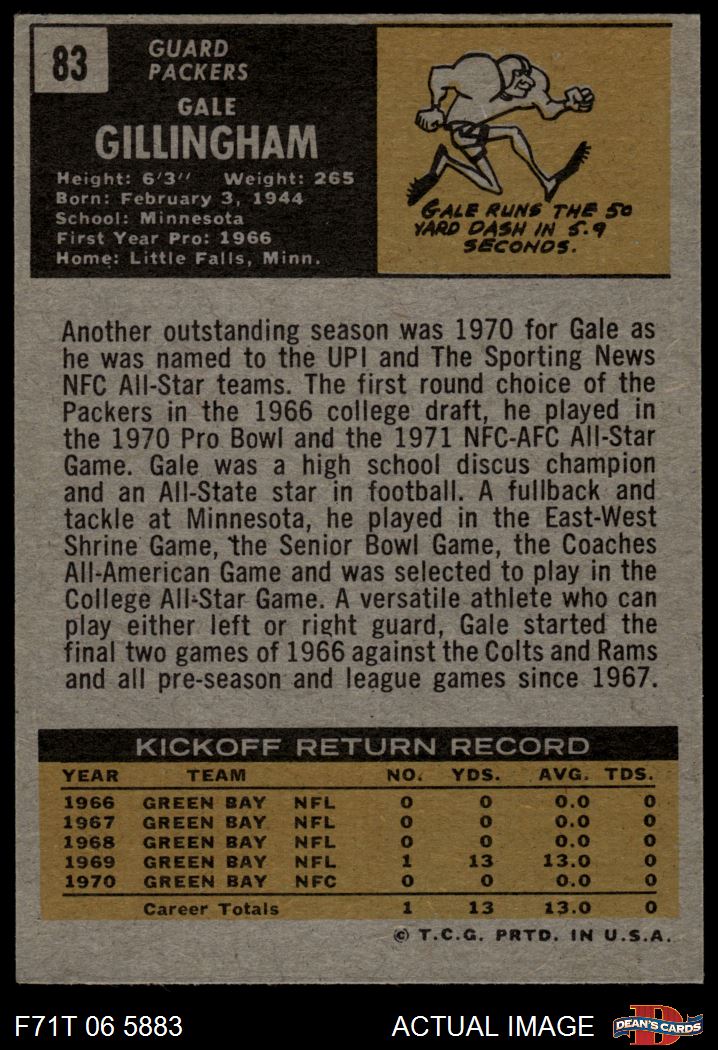 83
GUARD
PACKERS
GALE
GILLINGHAM
Height: 6'3" Weight: 265
Born: February 3, 1944
School: Minnesota
First Year Pro: 1966
Home: Little Falls, Minn.
GALE RUNS THE 50
YARD DASH IN 5.9
SECONDS.
Another outstanding season was 1970 for Gale as
he was named to the UPI and The Sporting News
NFC All-Star teams. The first round choice of the
Packers in the 1966 college draft, he played in
the 1970 Pro Bowl and the 1971 NFC-AFC All-Star
Game. Gale was a high school discus champion
and an All-State star in football. A fullback and
tackle at Minnesota, he played in the East-West
Shrine Game, the Senior Bowl Game, the Coaches
All-American Game and was selected to play in the
College All-Star Game. A versatile athlete who can
play either left or right guard, Gale started the
final two games of 1966 against the Colts and Rams
and all pre-season and league games since 1967.
KICKOFF RETURN RECORD
YEAR TEAM NO. YDS. AVG. TDS.
1966 GREEN BAY NFL 0 0 0.0 0
1967 GREEN BAY NFL 0 0 0.0 0
1968 GREEN BAY NFL 0 0 0.0 0
1969 GREEN BAY NFL 1 13 13.0 0
1970 GREEN BAY NFC 0 0 0.0 0
Career Totals 1 13 13.0 0
© T.C.G. PRTD. IN U.S.A.
F71T 06 5883 ACTUAL IMAGE D DEAN'S CARDS